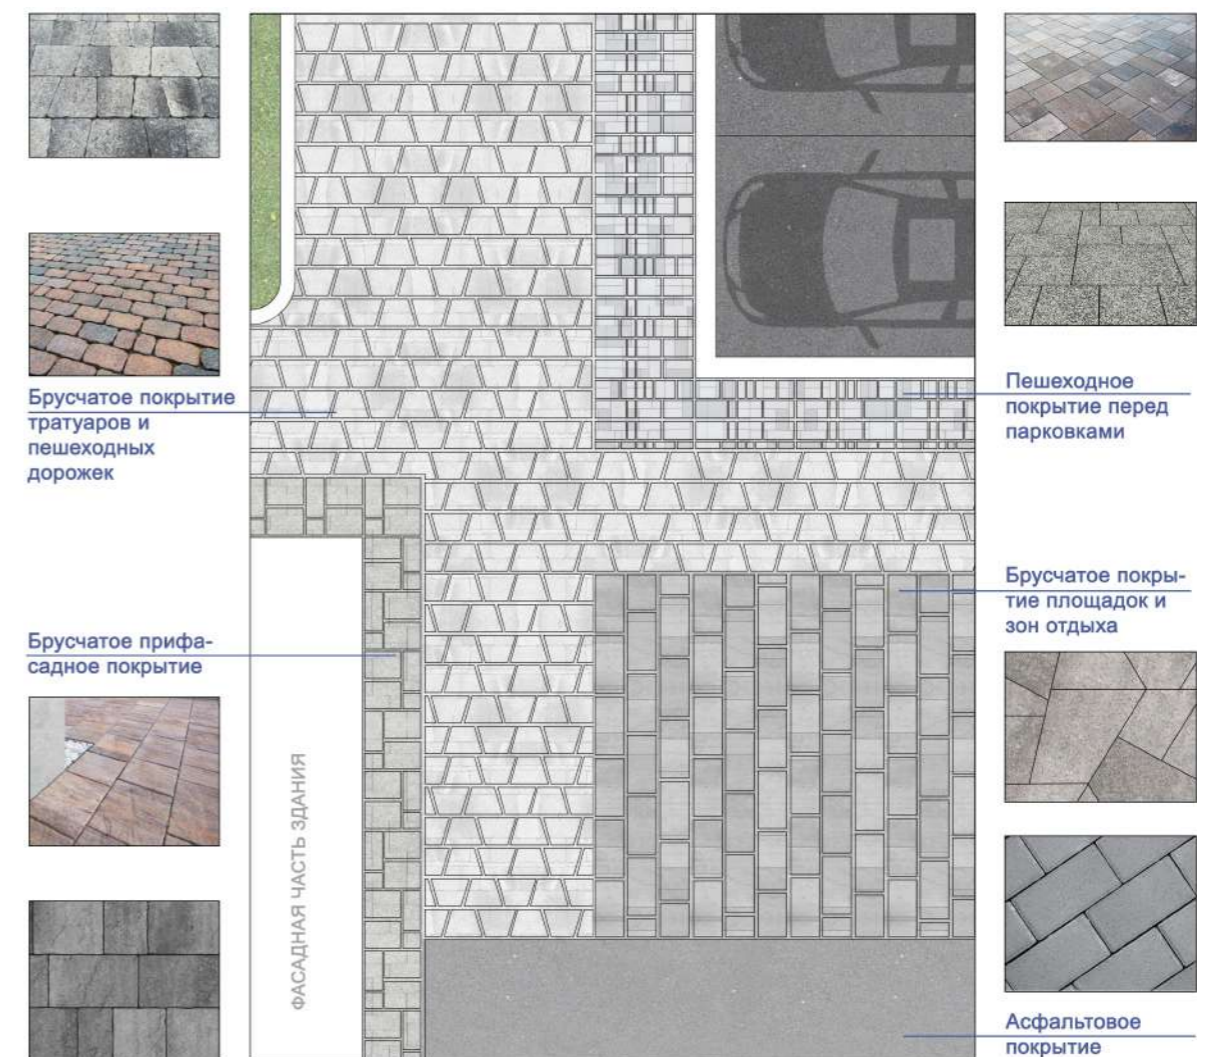 Брусчатое покрытие
тратуаров и
пешеходных
дорожек
Брусчатое прифа-
садное покрытие
ФАСАДНАЯ ЧАСТЬ ЗДАНИЯ
Пешеходное
покрытие перед
парковками
Брусчатое покры-
тие площадок и
зон отдыха
Асфальтовое
покрытие